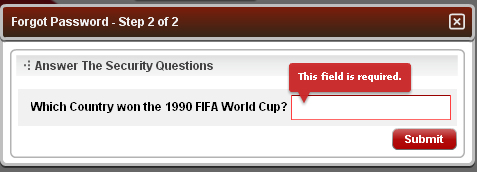 Forgot Password - Step 2 of 2
Answer The Security Questions
This field is required.
Which Country won the 1990 FIFA World Cup?
Submit